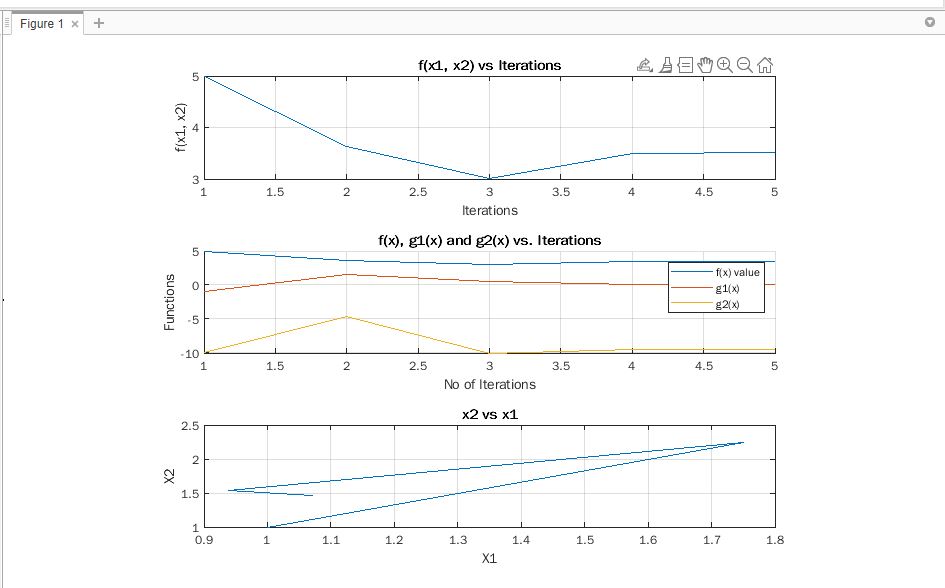 Figure 1
f(x1, x2) vs Iterations
f(x1, x2)
5
4
3
1 1.5 2 2.5 3 3.5 4 4.5 5
Iterations
f(x), g1(x) and g2(x) vs. Iterations
Functions
5
0
-5
-10
f(x) value
g1(x)
g2(x)
1 1.5 2 2.5 3 3.5 4 4.5 5
No of Iterations
x2 vs x1
X2
2.5
2
1.5
1
0.9 1 1.1 1.2 1.3 1.4 1.5 1.6 1.7 1.8
X1